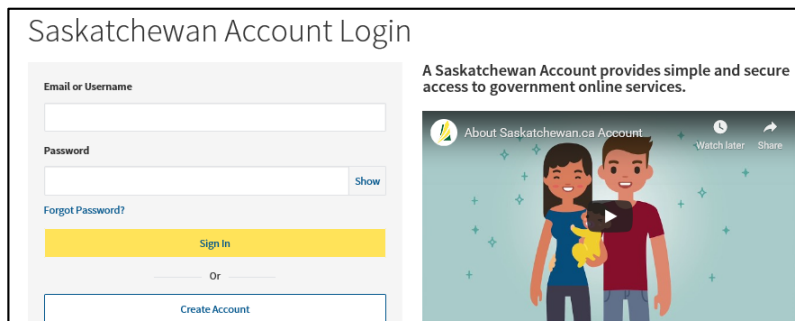 Saskatchewan Account Login
Email or Username
Password
Show
Forgot Password?
Sign In
Or
Create Account
A Saskatchewan Account provides simple and secure
access to government online services.
About Saskatchewan.ca Account
Watch later
Share